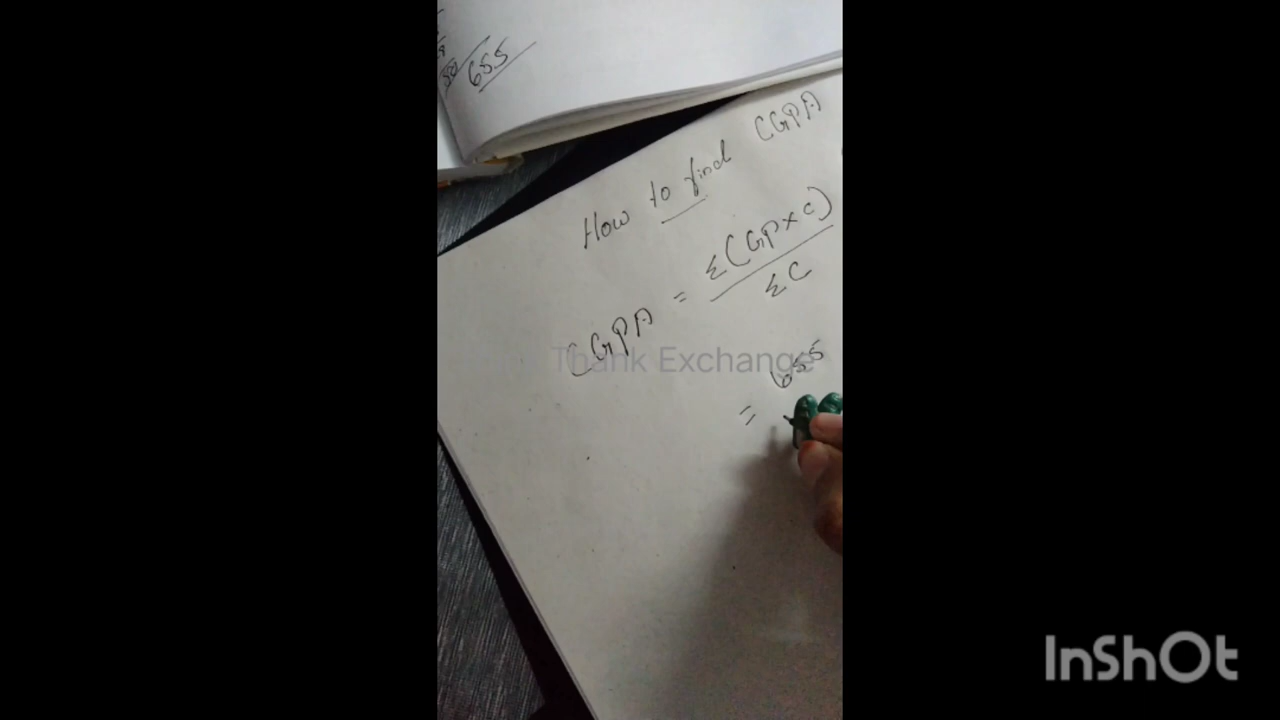 655
How to find CGPA
CGPA = Σ(GP×C)
ΣC
Thank Exchange
= 655
InShOt